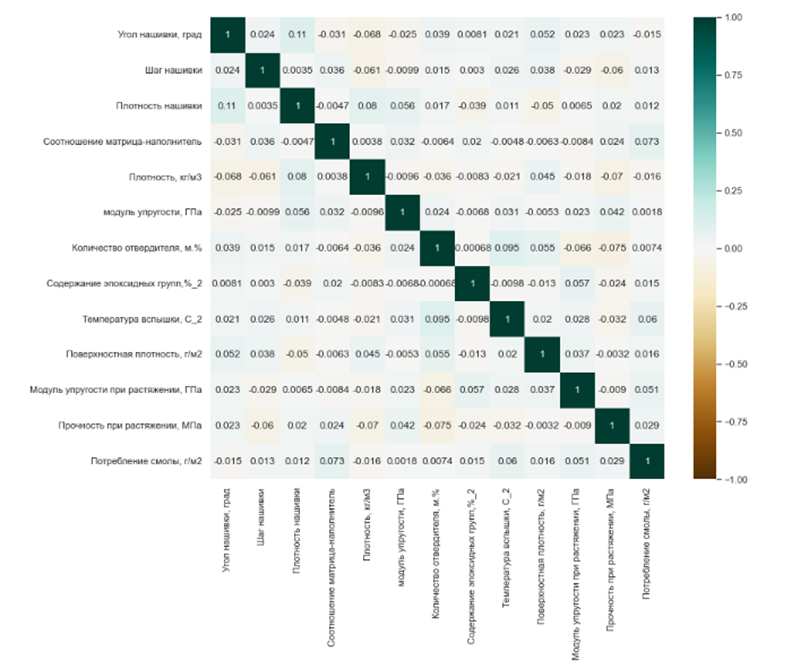 Угол нашивки, град 1 0.024 0.11 -0.031 -0.068 -0.025 0.039 0.0081 0.021 0.052 0.023 0.023 -0.015
Шаг нашивки 0.024 1 0.0035 0.036 -0.061 -0.0099 0.015 0.003 0.026 0.038 -0.029 -0.06 0.013
Плотность нашивки 0.11 0.0035 1 -0.0047 0.08 0.056 0.017 -0.039 0.011 -0.05 0.0065 0.02 0.012
Соотношение матрица-наполнитель -0.031 0.036 -0.0047 1 0.0038 0.032 -0.0064 0.02 -0.0048 -0.0063 -0.0084 0.024 0.073
Плотность, кг/м3 -0.068 -0.061 0.08 0.0038 1 -0.0096 -0.036 -0.0083 -0.021 0.045 -0.018 -0.07 -0.016
модуль упругости, ГПа -0.025 -0.0099 0.056 0.032 -0.0096 1 0.024 -0.0068 0.031 -0.0053 0.023 0.042 0.0018
Количество отвердителя, м.% 0.039 0.015 0.017 -0.0064 -0.036 0.024 1 0.00068 0.095 0.055 -0.066 -0.075 0.0074
Содержание эпоксидных групп,%_2 0.0081 0.003 -0.039 0.02 -0.0083 -0.0068 0.00068 1 -0.0098 -0.013 0.057 -0.024 0.015
Температура вспышки, С_2 0.021 0.026 0.011 -0.0048 -0.021 0.031 0.095 -0.0098 1 0.02 0.028 -0.032 0.06
Поверхностная плотность, г/м2 0.052 0.038 -0.05 -0.0063 0.045 -0.0053 0.055 -0.013 0.02 1 0.037 -0.0032 0.016
Модуль упругости при растяжении, ГПа 0.023 -0.029 0.0065 -0.0084 -0.018 0.023 -0.066 0.057 0.028 0.037 1 -0.009 0.051
Прочность при растяжении, МПа 0.023 -0.06 0.02 0.024 -0.07 0.042 -0.075 -0.024 -0.032 -0.0032 -0.009 1 0.029
Потребление смолы, г/м2 -0.015 0.013 0.012 0.073 -0.016 0.0018 0.0074 0.015 0.06 0.016 0.051 0.029 1
Угол нашивки, град
Шаг нашивки
Плотность нашивки
Соотношение матрица-наполнитель
Плотность, кг/м3
модуль упругости, ГПа
Количество отвердителя, м.%
Содержание эпоксидных групп,%_2
Температура вспышки, С_2
Поверхностная плотность, г/м2
Модуль упругости при растяжении, ГПа
Прочность при растяжении, МПа
Потребление смолы, г/м2
1.00
0.75
0.50
0.25
0.00
-0.25
-0.50
-0.75
-1.00